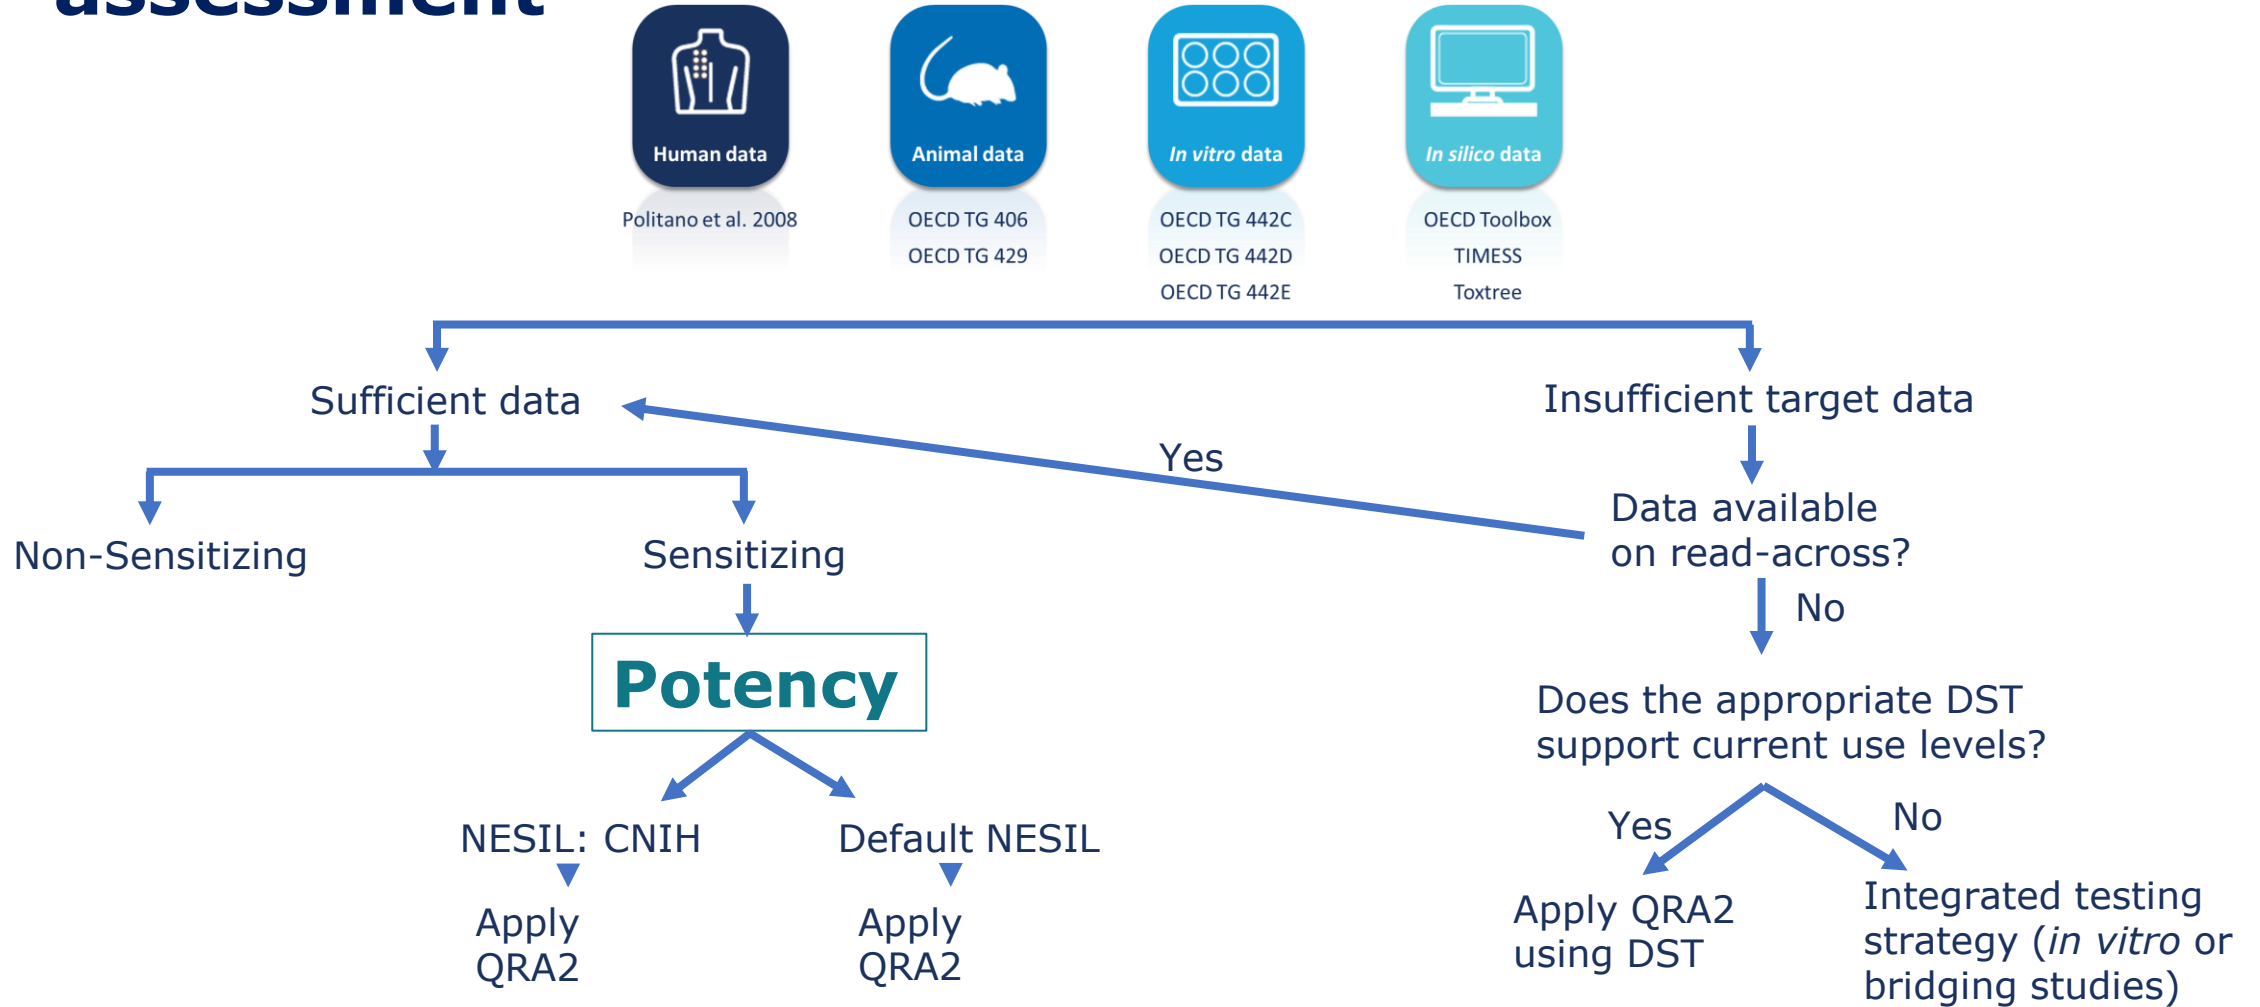 assessment
Human data
Animal data
In vitro data
In silico data
Politano et al. 2008
OECD TG 406
OECD TG 429
OECD TG 442C
OECD TG 442D
OECD TG 442E
OECD Toolbox
TIMESS
Toxtree
Sufficient data
Insufficient target data
Yes
Data available
on read-across?
Non-Sensitizing
Sensitizing
No
Potency
Does the appropriate DST
support current use levels?
NESIL: CNIH
Default NESIL
Yes
No
Apply
QRA2
Apply
QRA2
Apply QRA2
using DST
Integrated testing
strategy (in vitro or
bridging studies)